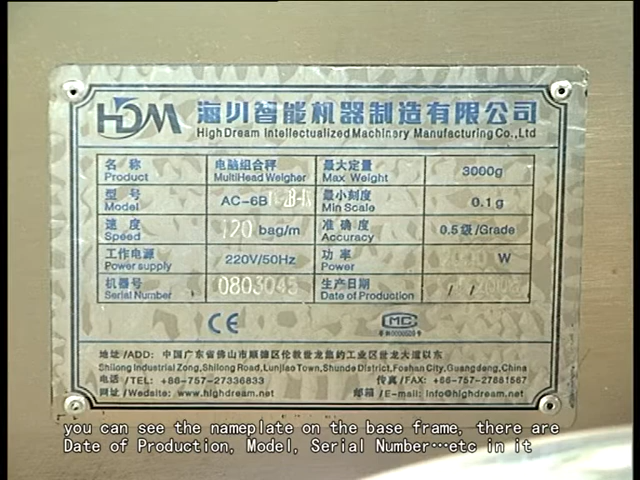 HDM 海川智能机器制造有限公司
High Dream Intellectualized Machinery Manufacturing Co.,Ltd
名称 电脑组合秤 最大定量 3000g
Product MultiHead Weigher Max Weight
型号 AC-6B 最小刻度 0.1g
Model Min Scale
速度 120 bag/m 准确度 0.5级/Grade
Speed Accuracy
工作电源 220V/50Hz 功率 W
Power supply Power
机器号 0803045 生产日期 / /
Serial Number Date of Production
CE MC
地址/ADD: 中国广东省佛山市顺德区伦教世龙集约工业区世龙大道以东
Shilong Industrial Zong,Shilong Road,Lunjiao Town,Shunde District,Foshan City,Guangdong,China
电话/TEL: +86-757-27336833 传真/FAX: +86-757-27881567
网址/Wedsite: www.highdream.net 邮箱/E-mail: info@highdream.net
you can see the nameplate on the base frame, there are
Date of Production, Model, Serial Number…etc in it